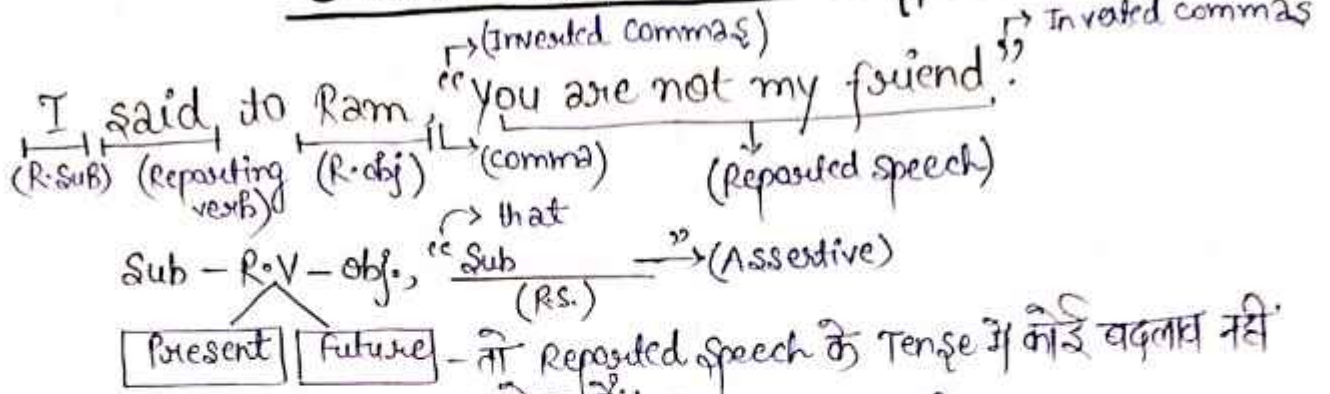 (Inverted Commas)
Inverted commas
I said to Ram, "you are not my friend."
(R.Sub) (Reporting verb) (R.obj) (comma) (Reported speech)
that
Sub - R.V - obj., "Sub ―" → (Assertive)
(R.S.)
Present Future - तो Reported Speech के Tense में कोई बदलाव नहीं